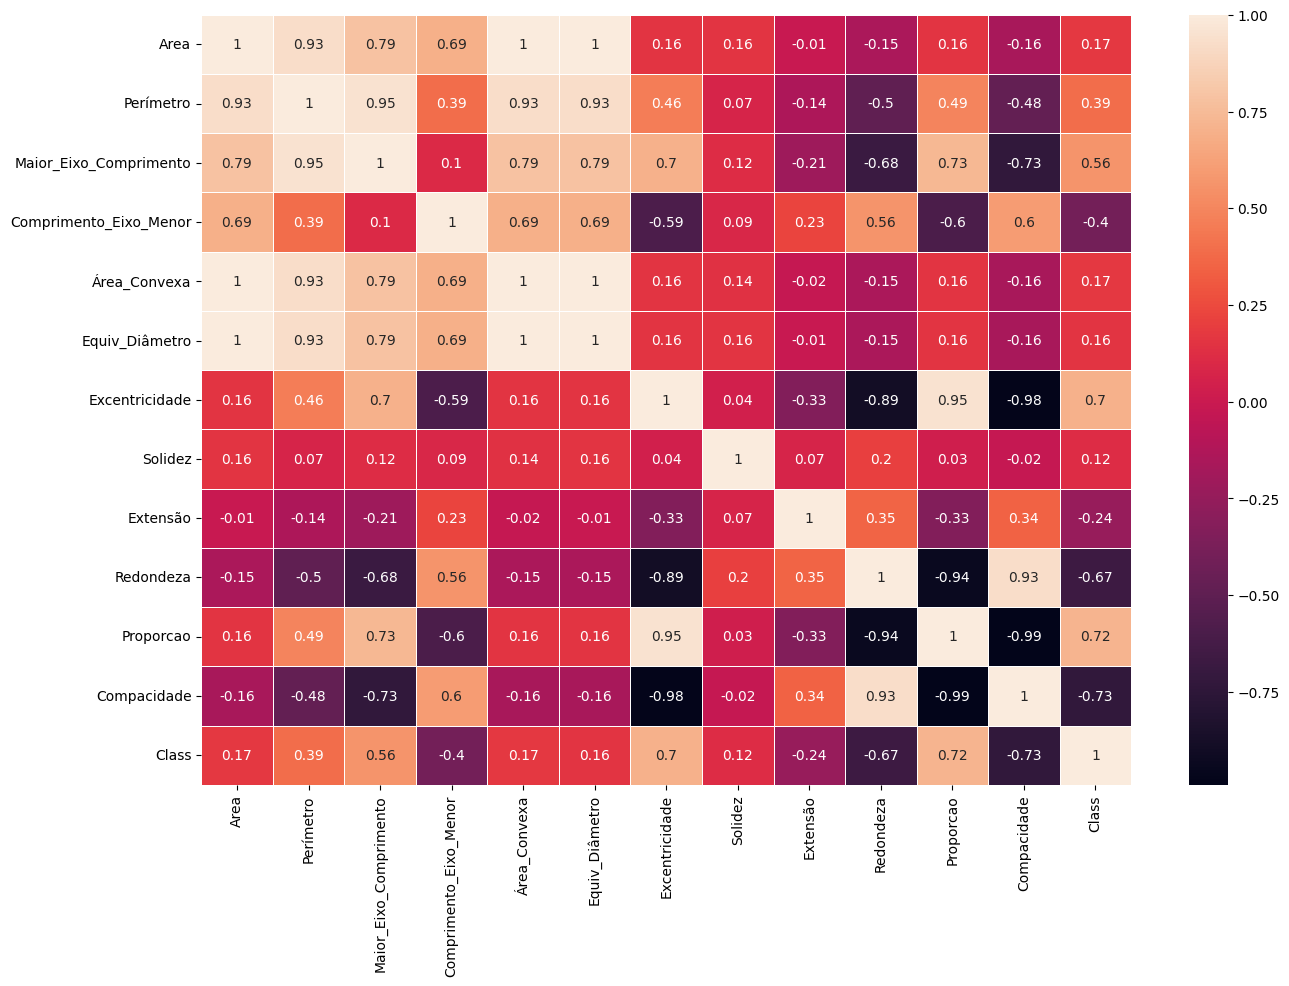 Area 1 0.93 0.79 0.69 1 1 0.16 0.16 -0.01 -0.15 0.16 -0.16 0.17
Perímetro 0.93 1 0.95 0.39 0.93 0.93 0.46 0.07 -0.14 -0.5 0.49 -0.48 0.39
Maior_Eixo_Comprimento 0.79 0.95 1 0.1 0.79 0.79 0.7 0.12 -0.21 -0.68 0.73 -0.73 0.56
Comprimento_Eixo_Menor 0.69 0.39 0.1 1 0.69 0.69 -0.59 0.09 0.23 0.56 -0.6 0.6 -0.4
Área_Convexa 1 0.93 0.79 0.69 1 1 0.16 0.14 -0.02 -0.15 0.16 -0.16 0.17
Equiv_Diâmetro 1 0.93 0.79 0.69 1 1 0.16 0.16 -0.01 -0.15 0.16 -0.16 0.16
Excentricidade 0.16 0.46 0.7 -0.59 0.16 0.16 1 0.04 -0.33 -0.89 0.95 -0.98 0.7
Solidez 0.16 0.07 0.12 0.09 0.14 0.16 0.04 1 0.07 0.2 0.03 -0.02 0.12
Extensão -0.01 -0.14 -0.21 0.23 -0.02 -0.01 -0.33 0.07 1 0.35 -0.33 0.34 -0.24
Redondeza -0.15 -0.5 -0.68 0.56 -0.15 -0.15 -0.89 0.2 0.35 1 -0.94 0.93 -0.67
Proporcao 0.16 0.49 0.73 -0.6 0.16 0.16 0.95 0.03 -0.33 -0.94 1 -0.99 0.72
Compacidade -0.16 -0.48 -0.73 0.6 -0.16 -0.16 -0.98 -0.02 0.34 0.93 -0.99 1 -0.73
Class 0.17 0.39 0.56 -0.4 0.17 0.16 0.7 0.12 -0.24 -0.67 0.72 -0.73 1
Area
Perímetro
Maior_Eixo_Comprimento
Comprimento_Eixo_Menor
Área_Convexa
Equiv_Diâmetro
Excentricidade
Solidez
Extensão
Redondeza
Proporcao
Compacidade
Class
1.00
0.75
0.50
0.25
0.00
−0.25
−0.50
−0.75